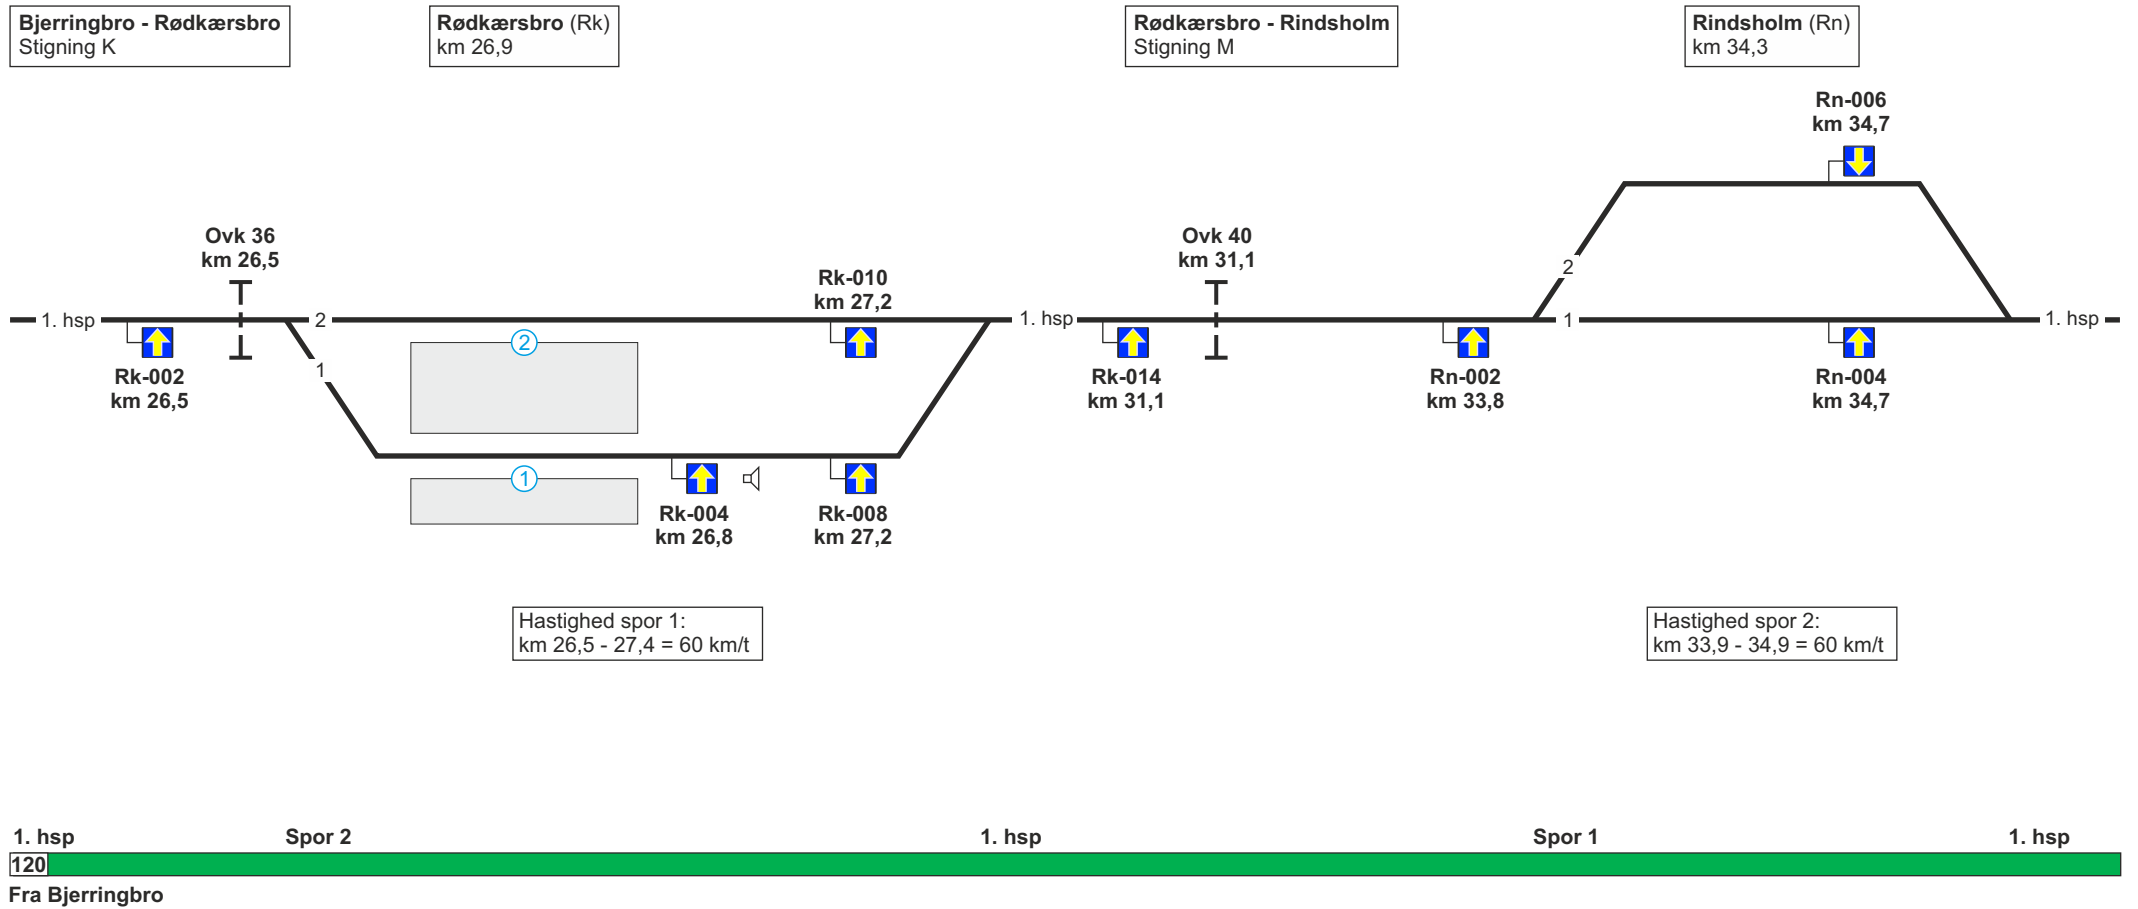 Bjerringbro - Rødkærsbro
Stigning K
Rødkærsbro (Rk)
km 26,9
Rødkærsbro - Rindsholm
Stigning M
Rindsholm (Rn)
km 34,3
Rn-006
km 34,7
Ovk 36
km 26,5
Ovk 40
km 31,1
2
Rk-010
km 27,2
1. hsp
2
1. hsp
1
1. hsp
2
1
Rk-002
km 26,5
Rk-014
km 31,1
Rn-002
km 33,8
Rn-004
km 34,7
1
Rk-004
km 26,8
Rk-008
km 27,2
Hastighed spor 1:
km 26,5 - 27,4 = 60 km/t
Hastighed spor 2:
km 33,9 - 34,9 = 60 km/t
1. hsp
Spor 2
1. hsp
Spor 1
1. hsp
120
Fra Bjerringbro